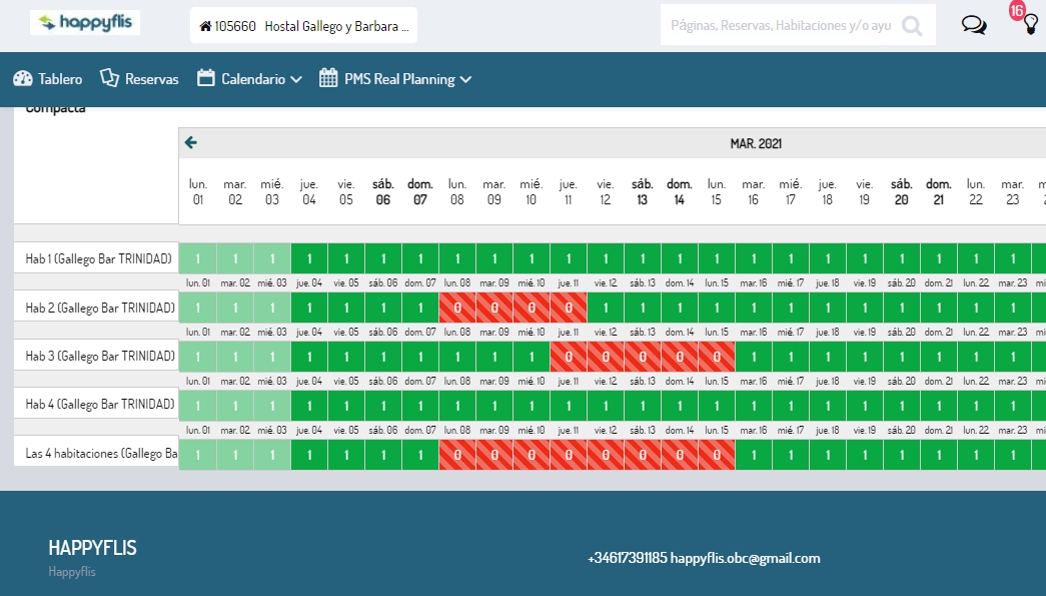 happyflis
105660 Hostal Gallego y Barbara ...
Páginas, Reservas, Habitaciones y/o ayu
16
Tablero Reservas Calendario PMS Real Planning
Compacta
MAR. 2021
lun. mar. mié. jue. vie. sáb. dom. lun. mar. mié. jue. vie. sáb. dom. lun. mar. mié. jue. vie. sáb. dom. lun. mar.
01 02 03 04 05 06 07 08 09 10 11 12 13 14 15 16 17 18 19 20 21 22 23
Hab 1 (Gallego Bar TRINIDAD) 1 1 1 1 1 1 1 1 1 1 1 1 1 1 1 1 1 1 1 1 1 1 1
lun. 01 mar. 02 mié. 03 jue. 04 vie. 05 sáb. 06 dom. 07 lun. 08 mar. 09 mié. 10 jue. 11 vie. 12 sáb. 13 dom. 14 lun. 15 mar. 16 mié. 17 jue. 18 vie. 19 sáb. 20 dom. 21 lun. 22 mar. 23 mi
Hab 2 (Gallego Bar TRINIDAD) 1 1 1 1 1 1 1 0 0 0 0 1 1 1 1 1 1 1 1 1 1 1 1
lun. 01 mar. 02 mié. 03 jue. 04 vie. 05 sáb. 06 dom. 07 lun. 08 mar. 09 mié. 10 jue. 11 vie. 12 sáb. 13 dom. 14 lun. 15 mar. 16 mié. 17 jue. 18 vie. 19 sáb. 20 dom. 21 lun. 22 mar. 23 mi
Hab 3 (Gallego Bar TRINIDAD) 1 1 1 1 1 1 1 1 1 1 0 0 0 0 0 1 1 1 1 1 1 1 1
lun. 01 mar. 02 mié. 03 jue. 04 vie. 05 sáb. 06 dom. 07 lun. 08 mar. 09 mié. 10 jue. 11 vie. 12 sáb. 13 dom. 14 lun. 15 mar. 16 mié. 17 jue. 18 vie. 19 sáb. 20 dom. 21 lun. 22 mar. 23 mi
Hab 4 (Gallego Bar TRINIDAD) 1 1 1 1 1 1 1 1 1 1 1 1 1 1 1 1 1 1 1 1 1 1 1
lun. 01 mar. 02 mié. 03 jue. 04 vie. 05 sáb. 06 dom. 07 lun. 08 mar. 09 mié. 10 jue. 11 vie. 12 sáb. 13 dom. 14 lun. 15 mar. 16 mié. 17 jue. 18 vie. 19 sáb. 20 dom. 21 lun. 22 mar. 23 mi
Las 4 habitaciones (Gallego Ba 1 1 1 1 1 1 1 0 0 0 0 0 0 0 0 1 1 1 1 1 1 1 1
HAPPYFLIS
Happyflis
+34617391185 happyflis.obc@gmail.com